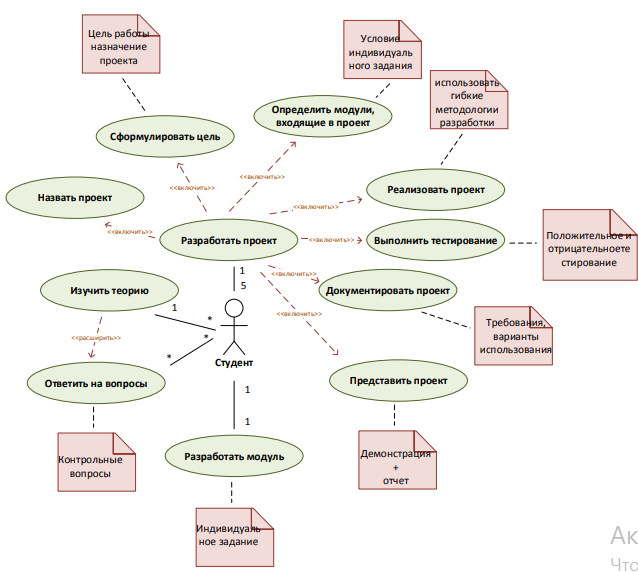 Цель работы
назначение
проекта
Условие
индивидуаль
ного задания
использовать
гибкие
методологии
разработки
Сформулировать цель
Определить модули,
входящие в проект
Назвать проект
<<включить>>
<<включить>>
Реализовать проект
<<включить>>
<<включить>>
Разработать проект
<<включить>>
Выполнить тестирование
Положительное и
отрицательноете
стирование
1
5
<<включить>>
Изучить теорию
Документировать проект
1
*
*
<<включить>>
<<расширить>>
Требования,
варианты
использования
Студент
*
Ответить на вопросы
Представить проект
1
1
Контрольные
вопросы
Разработать модуль
Демонстрация
+
отчет
Индивидуаль
ное задание
Ак
Что